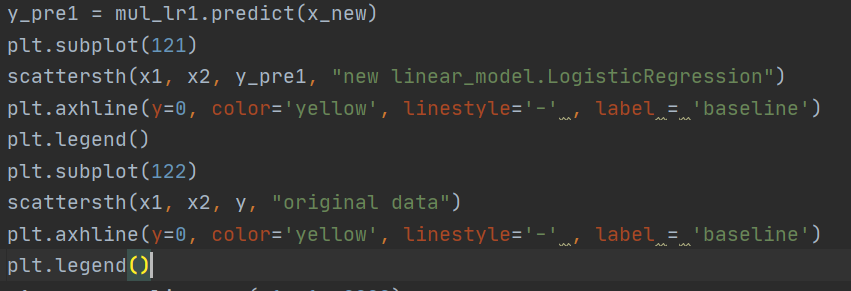 y_pre1 = mul_lr1.predict(x_new)
plt.subplot(121)
scattersth(x1, x2, y_pre1, "new linear_model.LogisticRegression")
plt.axhline(y=0, color='yellow', linestyle='-' , label = 'baseline')
plt.legend()
plt.subplot(122)
scattersth(x1, x2, y, "original data")
plt.axhline(y=0, color='yellow', linestyle='-' , label = 'baseline')
plt.legend()